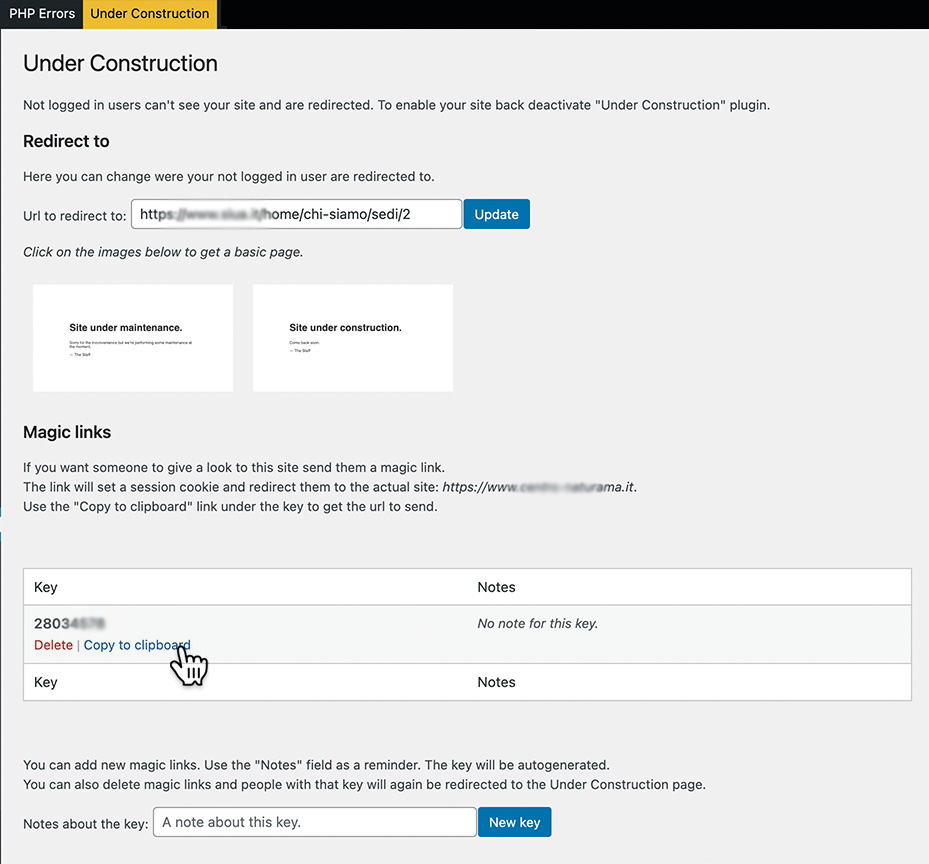 PHP Errors
Under Construction
Under Construction
Not logged in users can't see your site and are redirected. To enable your site back deactivate "Under Construction" plugin.
Redirect to
Here you can change were your not logged in user are redirected to.
Url to redirect to:
/home/chi-siamo/sedi/2
Update
Click on the images below to get a basic page.
Site under maintenance.
Sorry for the inconvenience but we're performing some maintenance at
the moment.
— The Staff
Site under construction.
Come back soon.
— The Staff
Magic links
If you want someone to give a look to this site send them a magic link.
The link will set a session cookie and redirect them to the actual site: https://www.
Use the "Copy to clipboard" link under the key to get the url to send.
Key
Notes
No note for this key.
Delete | Copy to clipboard
Key
Notes
You can add new magic links. Use the "Notes" field as a reminder. The key will be autogenerated.
You can also delete magic links and people with that key will again be redirected to the Under Construction page.
Notes about the key:
A note about this key.
New key